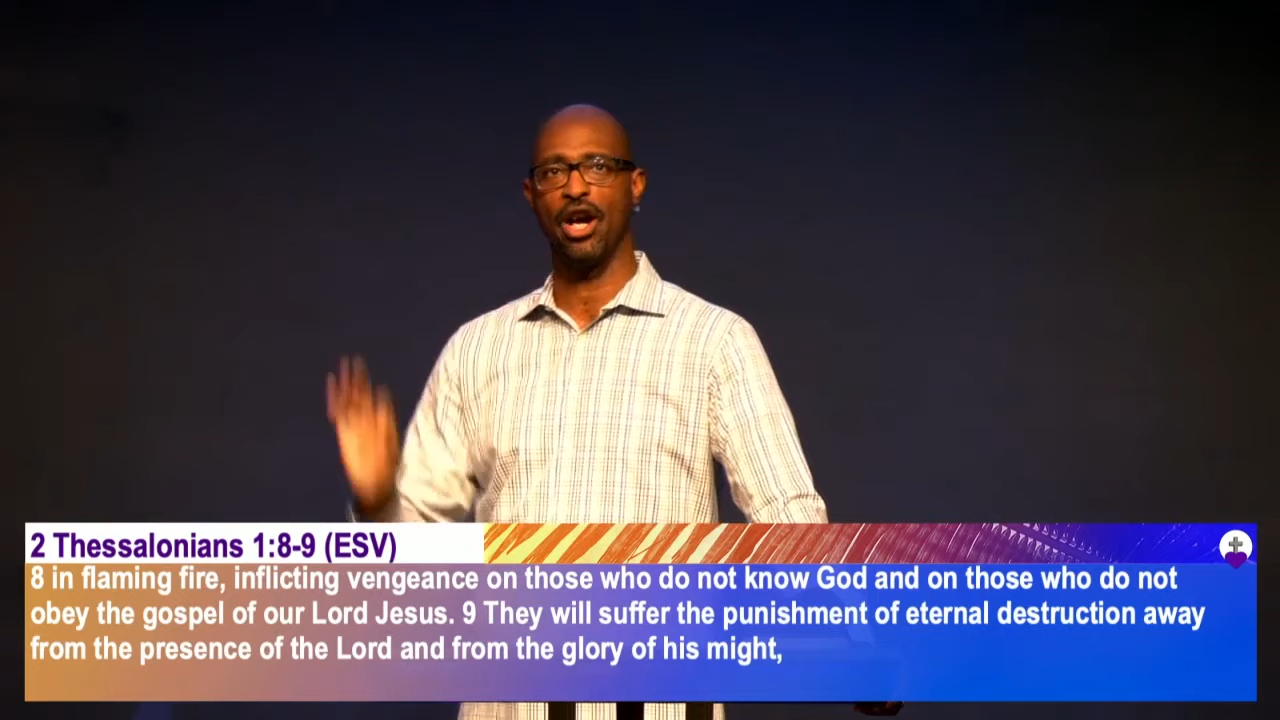 2 Thessalonians 1:8-9 (ESV)
8 in flaming fire, inflicting vengeance on those who do not know God and on those who do not
obey the gospel of our Lord Jesus. 9 They will suffer the punishment of eternal destruction away
from the presence of the Lord and from the glory of his might,